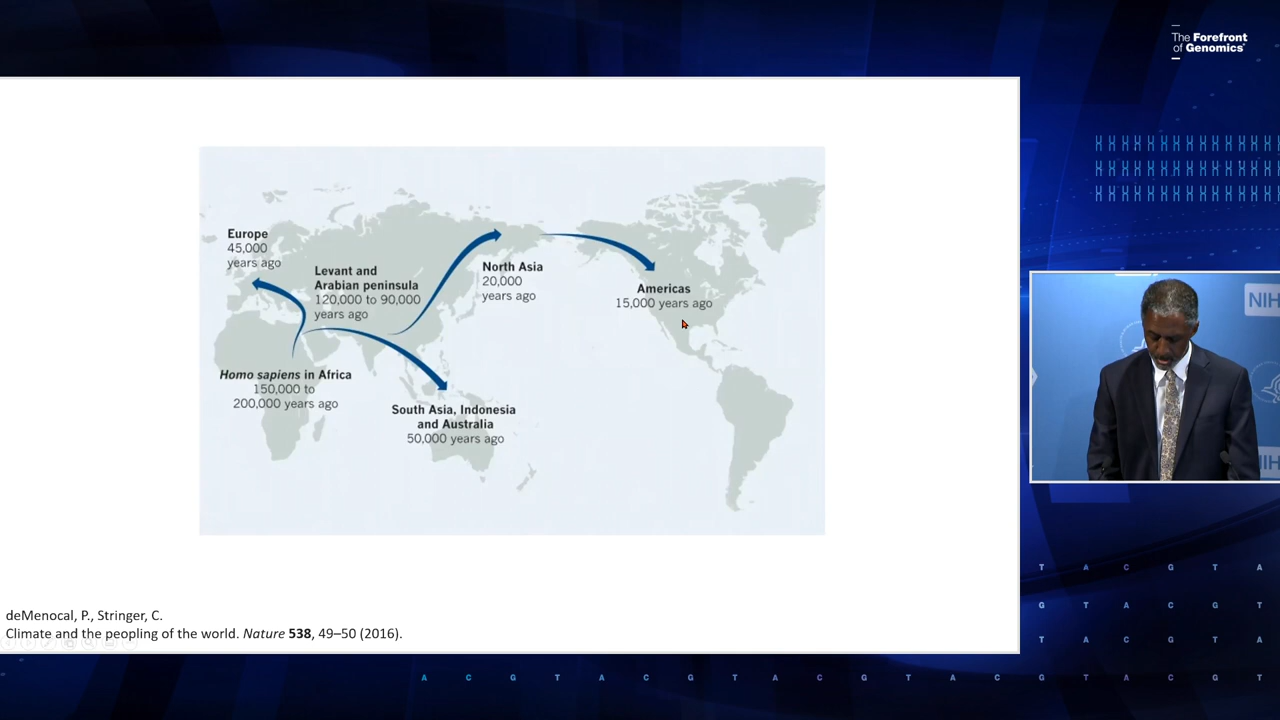 The Forefront
of Genomics®
Europe
45,000
years ago
Levant and
Arabian peninsula
120,000 to 90,000
years ago
North Asia
20,000
years ago
Americas
15,000 years ago
Homo sapiens in Africa
150,000 to
200,000 years ago
South Asia, Indonesia
and Australia
50,000 years ago
deMenocal, P., Stringer, C.
Climate and the peopling of the world. Nature 538, 49–50 (2016).
NIH
NIH
T A C G T A
G T A C G T
T A C G T A
A C G T A C G T A C G T A C G T A C G T